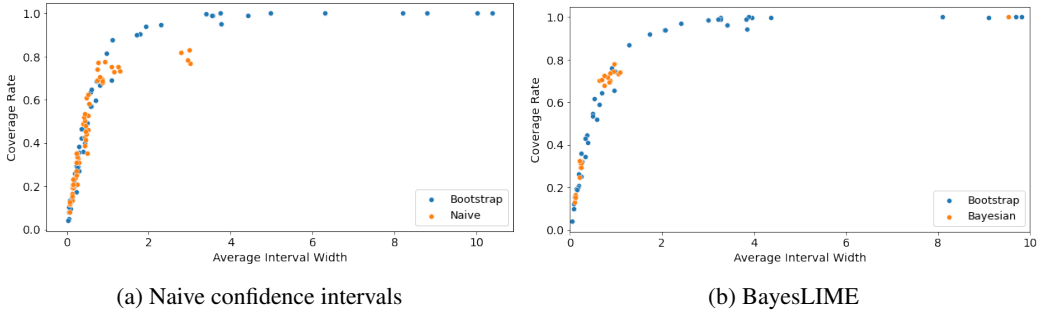 1.0
0.8
0.6
0.4
0.2
0.0
Coverage Rate
0 2 4 6 8 10
Average Interval Width
Bootstrap
Naive
(a) Naive confidence intervals
1.0
0.8
0.6
0.4
0.2
0.0
Coverage Rate
0 2 4 6 8 10
Average Interval Width
Bootstrap
Bayesian
(b) BayesLIME